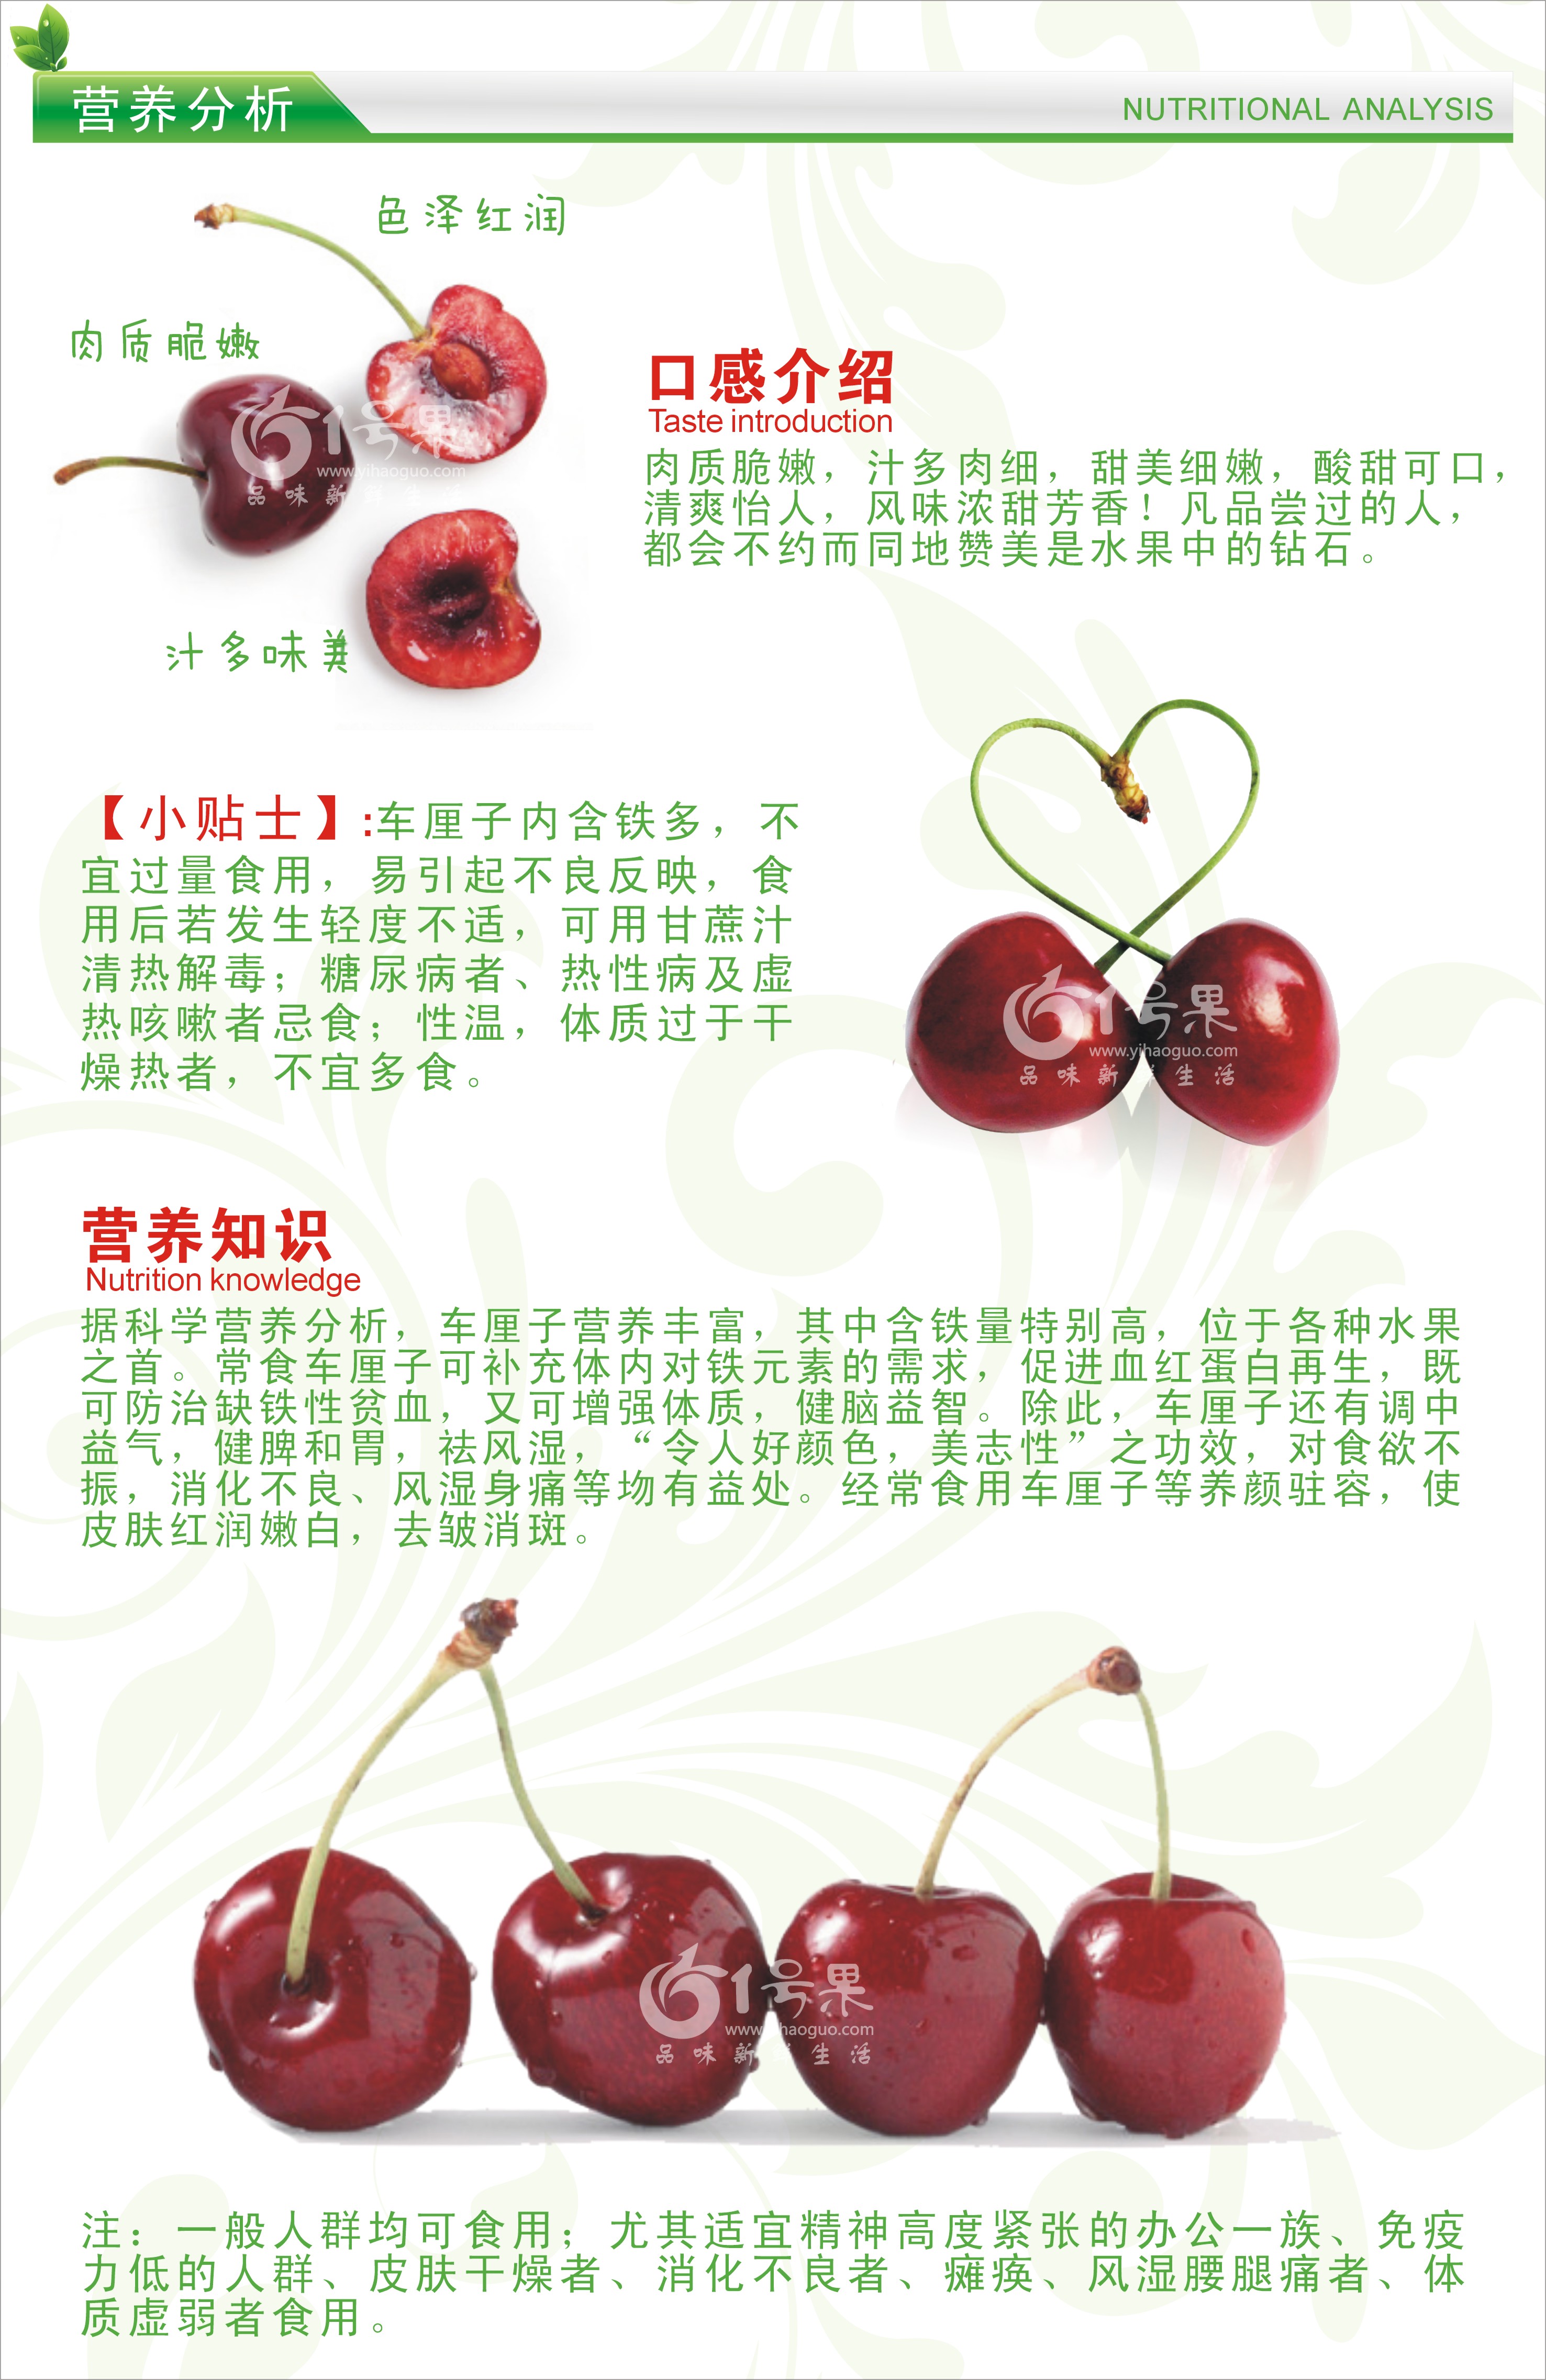 营养分析
NUTRITIONAL ANALYSIS
色泽红润
肉质脆嫩
1号果
www.yihaoguo.com
品味新鲜生活
汁多味美
口感介绍
Taste introduction
肉质脆嫩，汁多肉细，甜美细嫩，酸甜可口，
清爽怡人，风味浓甜芳香！凡品尝过的人，
都会不约而同地赞美是水果中的钻石。
【小贴士】:车厘子内含铁多，不
宜过量食用，易引起不良反映，食
用后若发生轻度不适，可用甘蔗汁
清热解毒；糖尿病者、热性病及虚
热咳嗽者忌食；性温，体质过于干
燥热者，不宜多食。
1号果
www.yihaoguo.com
品味新鲜生活
营养知识
Nutrition knowledge
据科学营养分析，车厘子营养丰富，其中含铁量特别高，位于各种水果
之首。常食车厘子可补充体内对铁元素的需求，促进血红蛋白再生，既
可防治缺铁性贫血，又可增强体质，健脑益智。除此，车厘子还有调中
益气，健脾和胃，祛风湿，“令人好颜色，美志性”之功效，对食欲不
振，消化不良、风湿身痛等均有益处。经常食用车厘子等养颜驻容，使
皮肤红润嫩白，去皱消斑。
1号果
www.yihaoguo.com
品味新鲜生活
注：一般人群均可食用；尤其适宜精神高度紧张的办公一族、免疫
力低的人群、皮肤干燥者、消化不良者、瘫痪、风湿腰腿痛者、体
质虚弱者食用。